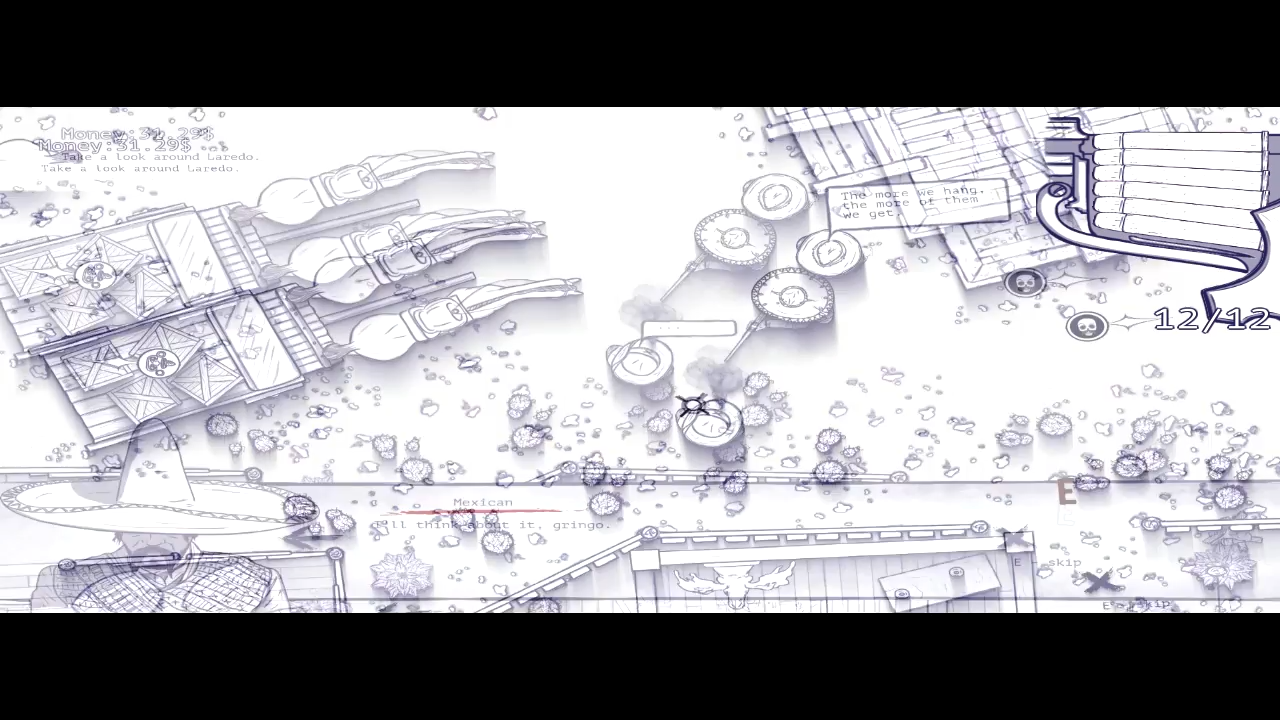 Money:31.29$
Money:31.29$
Take a look around Laredo.
Take a look around Laredo.
The more we hang,
the more of them
we get.
. . .
12/12
Mexican
I'll think about it, gringo.
E
E - skip
E - skip